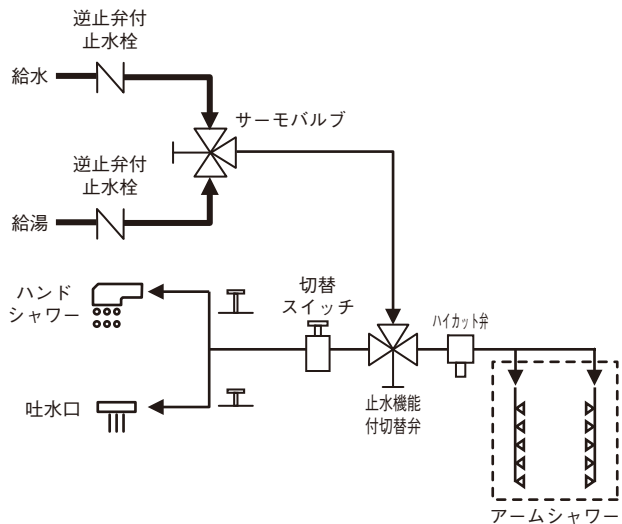 逆止弁付
止水栓
給水
サーモバルブ
逆止弁付
止水栓
給湯
ハンド
シャワー
切替
スイッチ
ハイカット弁
吐水口
止水機能
付切替弁
アームシャワー